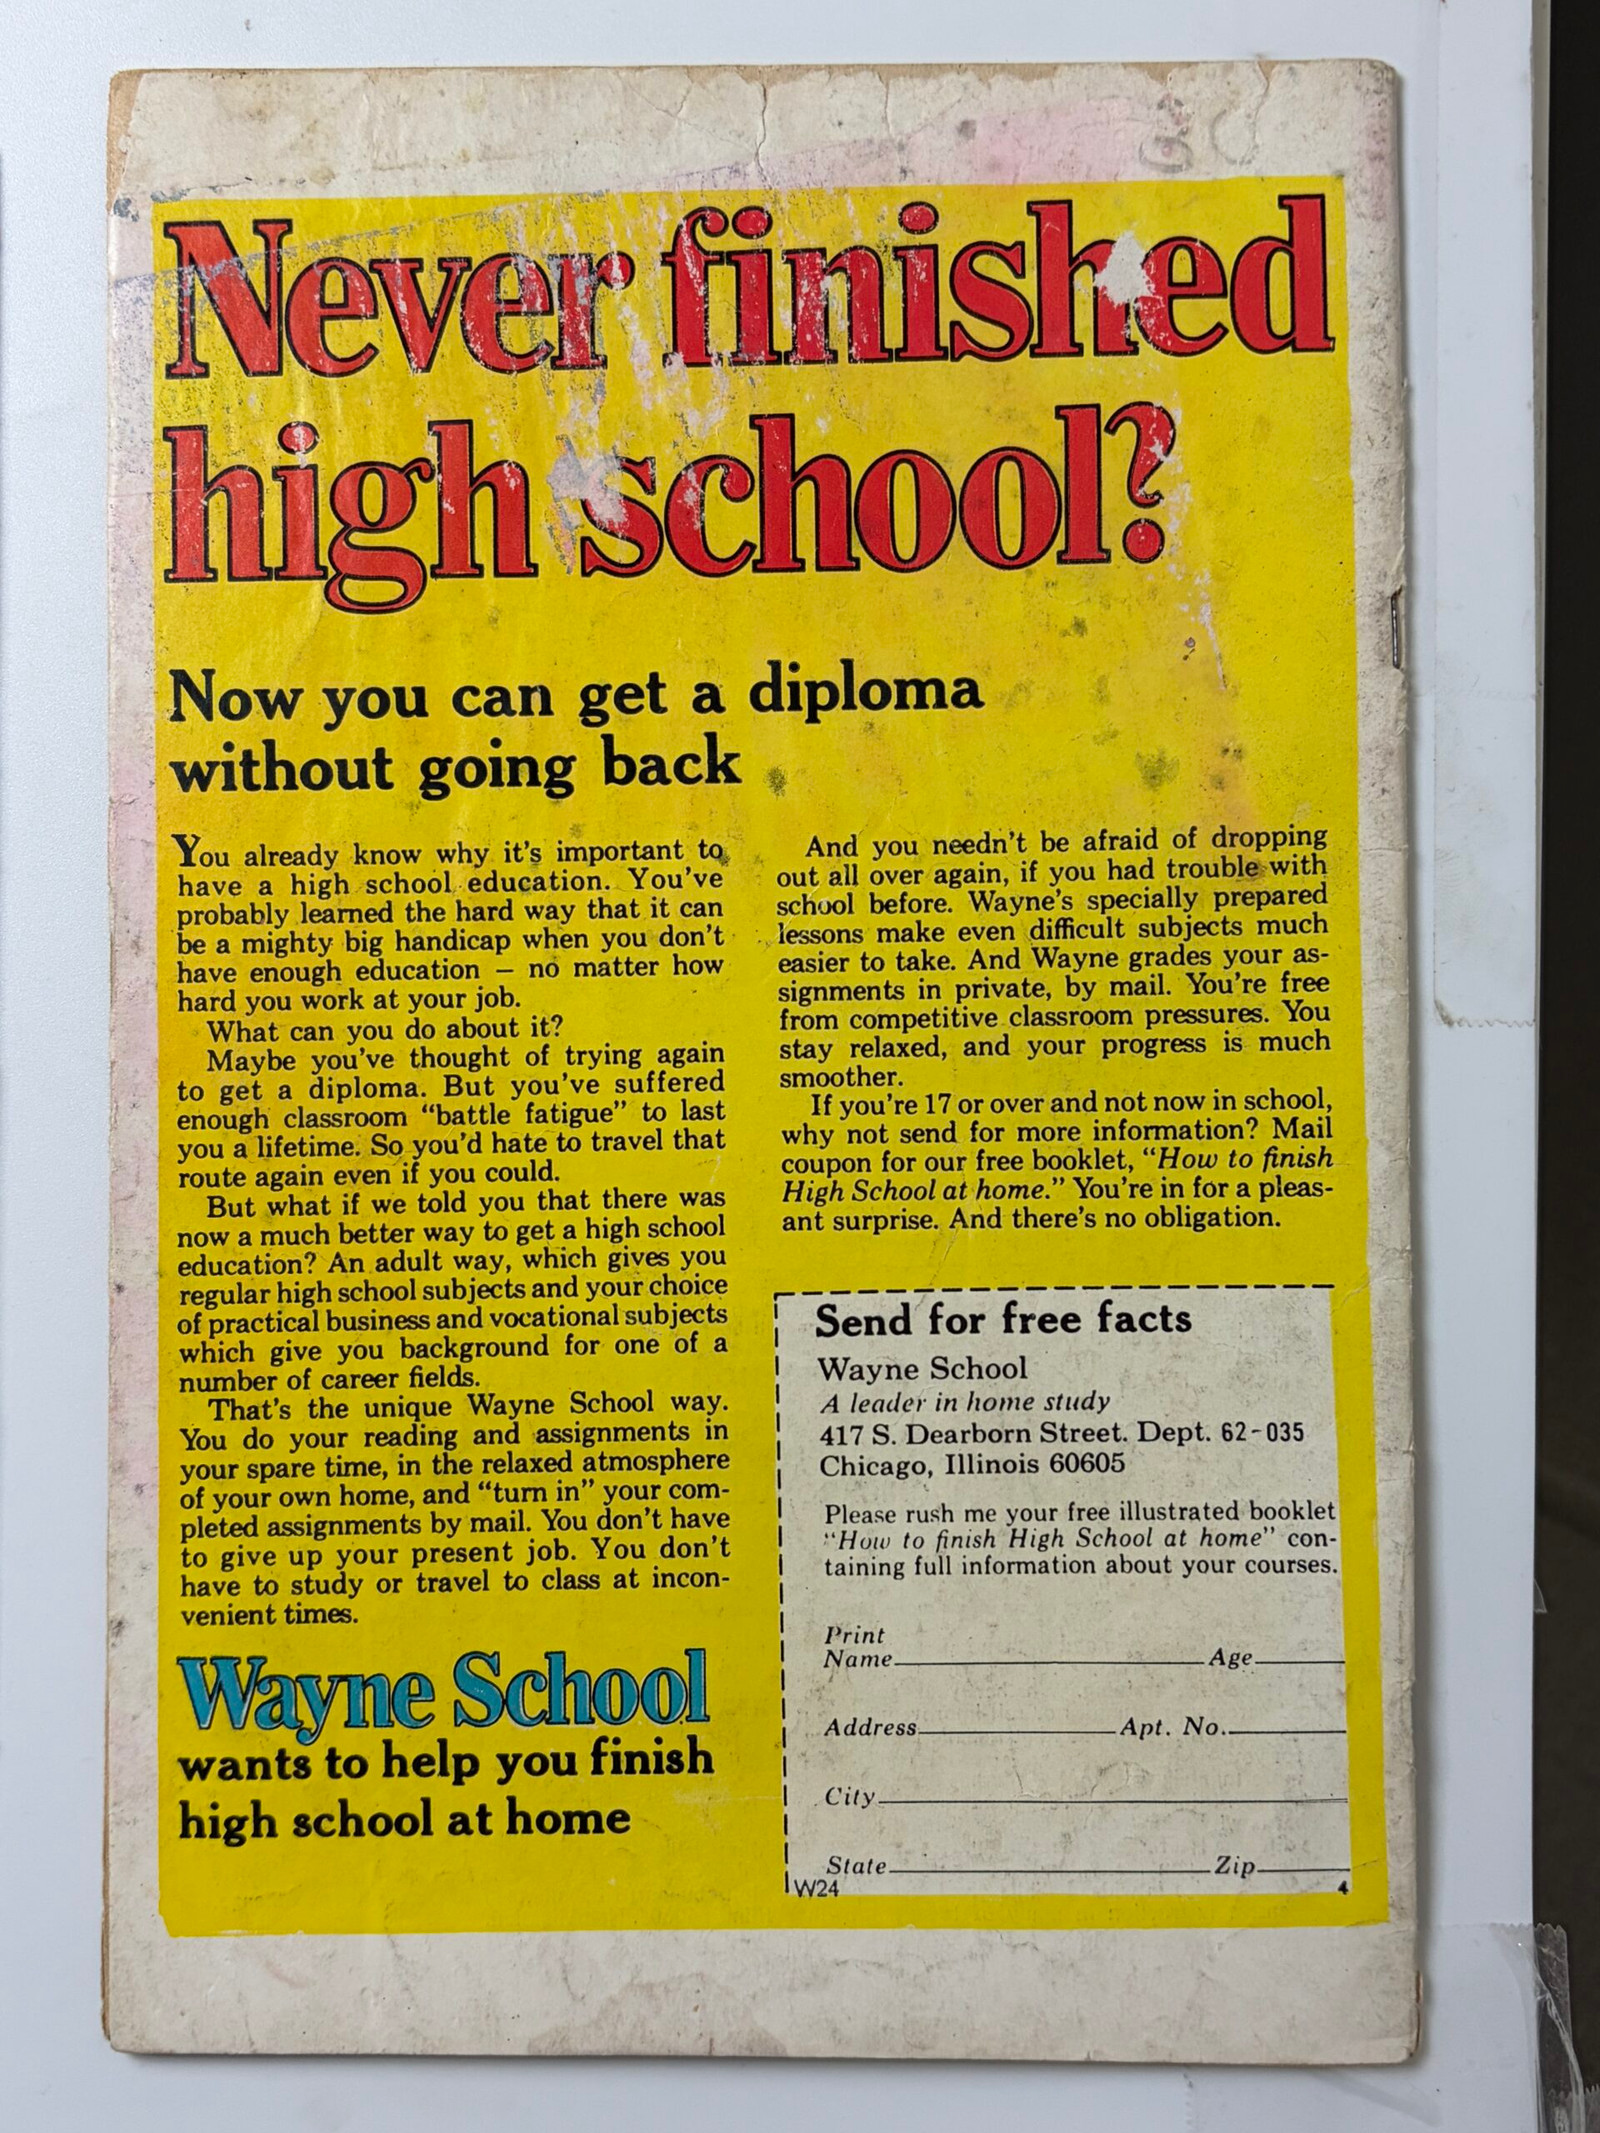 Never finished
high school?
Now you can get a diploma
without going back
You already know why it's important to
have a high school education. You've
probably learned the hard way that it can
be a mighty big handicap when you don't
have enough education – no matter how
hard you work at your job.
What can you do about it?
Maybe you've thought of trying again
to get a diploma. But you've suffered
enough classroom “battle fatigue” to last
you a lifetime. So you'd hate to travel that
route again even if you could.
But what if we told you that there was
now a much better way to get a high school
education? An adult way, which gives you
regular high school subjects and your choice
of practical business and vocational subjects
which give you background for one of a
number of career fields.
That's the unique Wayne School way.
You do your reading and assignments in
your spare time, in the relaxed atmosphere
of your own home, and “turn in” your com-
pleted assignments by mail. You don't have
to give up your present job. You don't
have to study or travel to class at incon-
venient times.
Wayne School
wants to help you finish
high school at home
And you needn't be afraid of dropping
out all over again, if you had trouble with
school before. Wayne's specially prepared
lessons make even difficult subjects much
easier to take. And Wayne grades your as-
signments in private, by mail. You're free
from competitive classroom pressures. You
stay relaxed, and your progress is much
smoother.
If you're 17 or over and not now in school,
why not send for more information? Mail
coupon for our free booklet, “How to finish
High School at home.” You're in for a pleas-
ant surprise. And there's no obligation.
Send for free facts
Wayne School
A leader in home study
417 S. Dearborn Street. Dept. 62-035
Chicago, Illinois 60605
Please rush me your free illustrated booklet
“How to finish High School at home” con-
taining full information about your courses.
Print
Name Age
Address Apt. No.
City
State Zip
W24 4